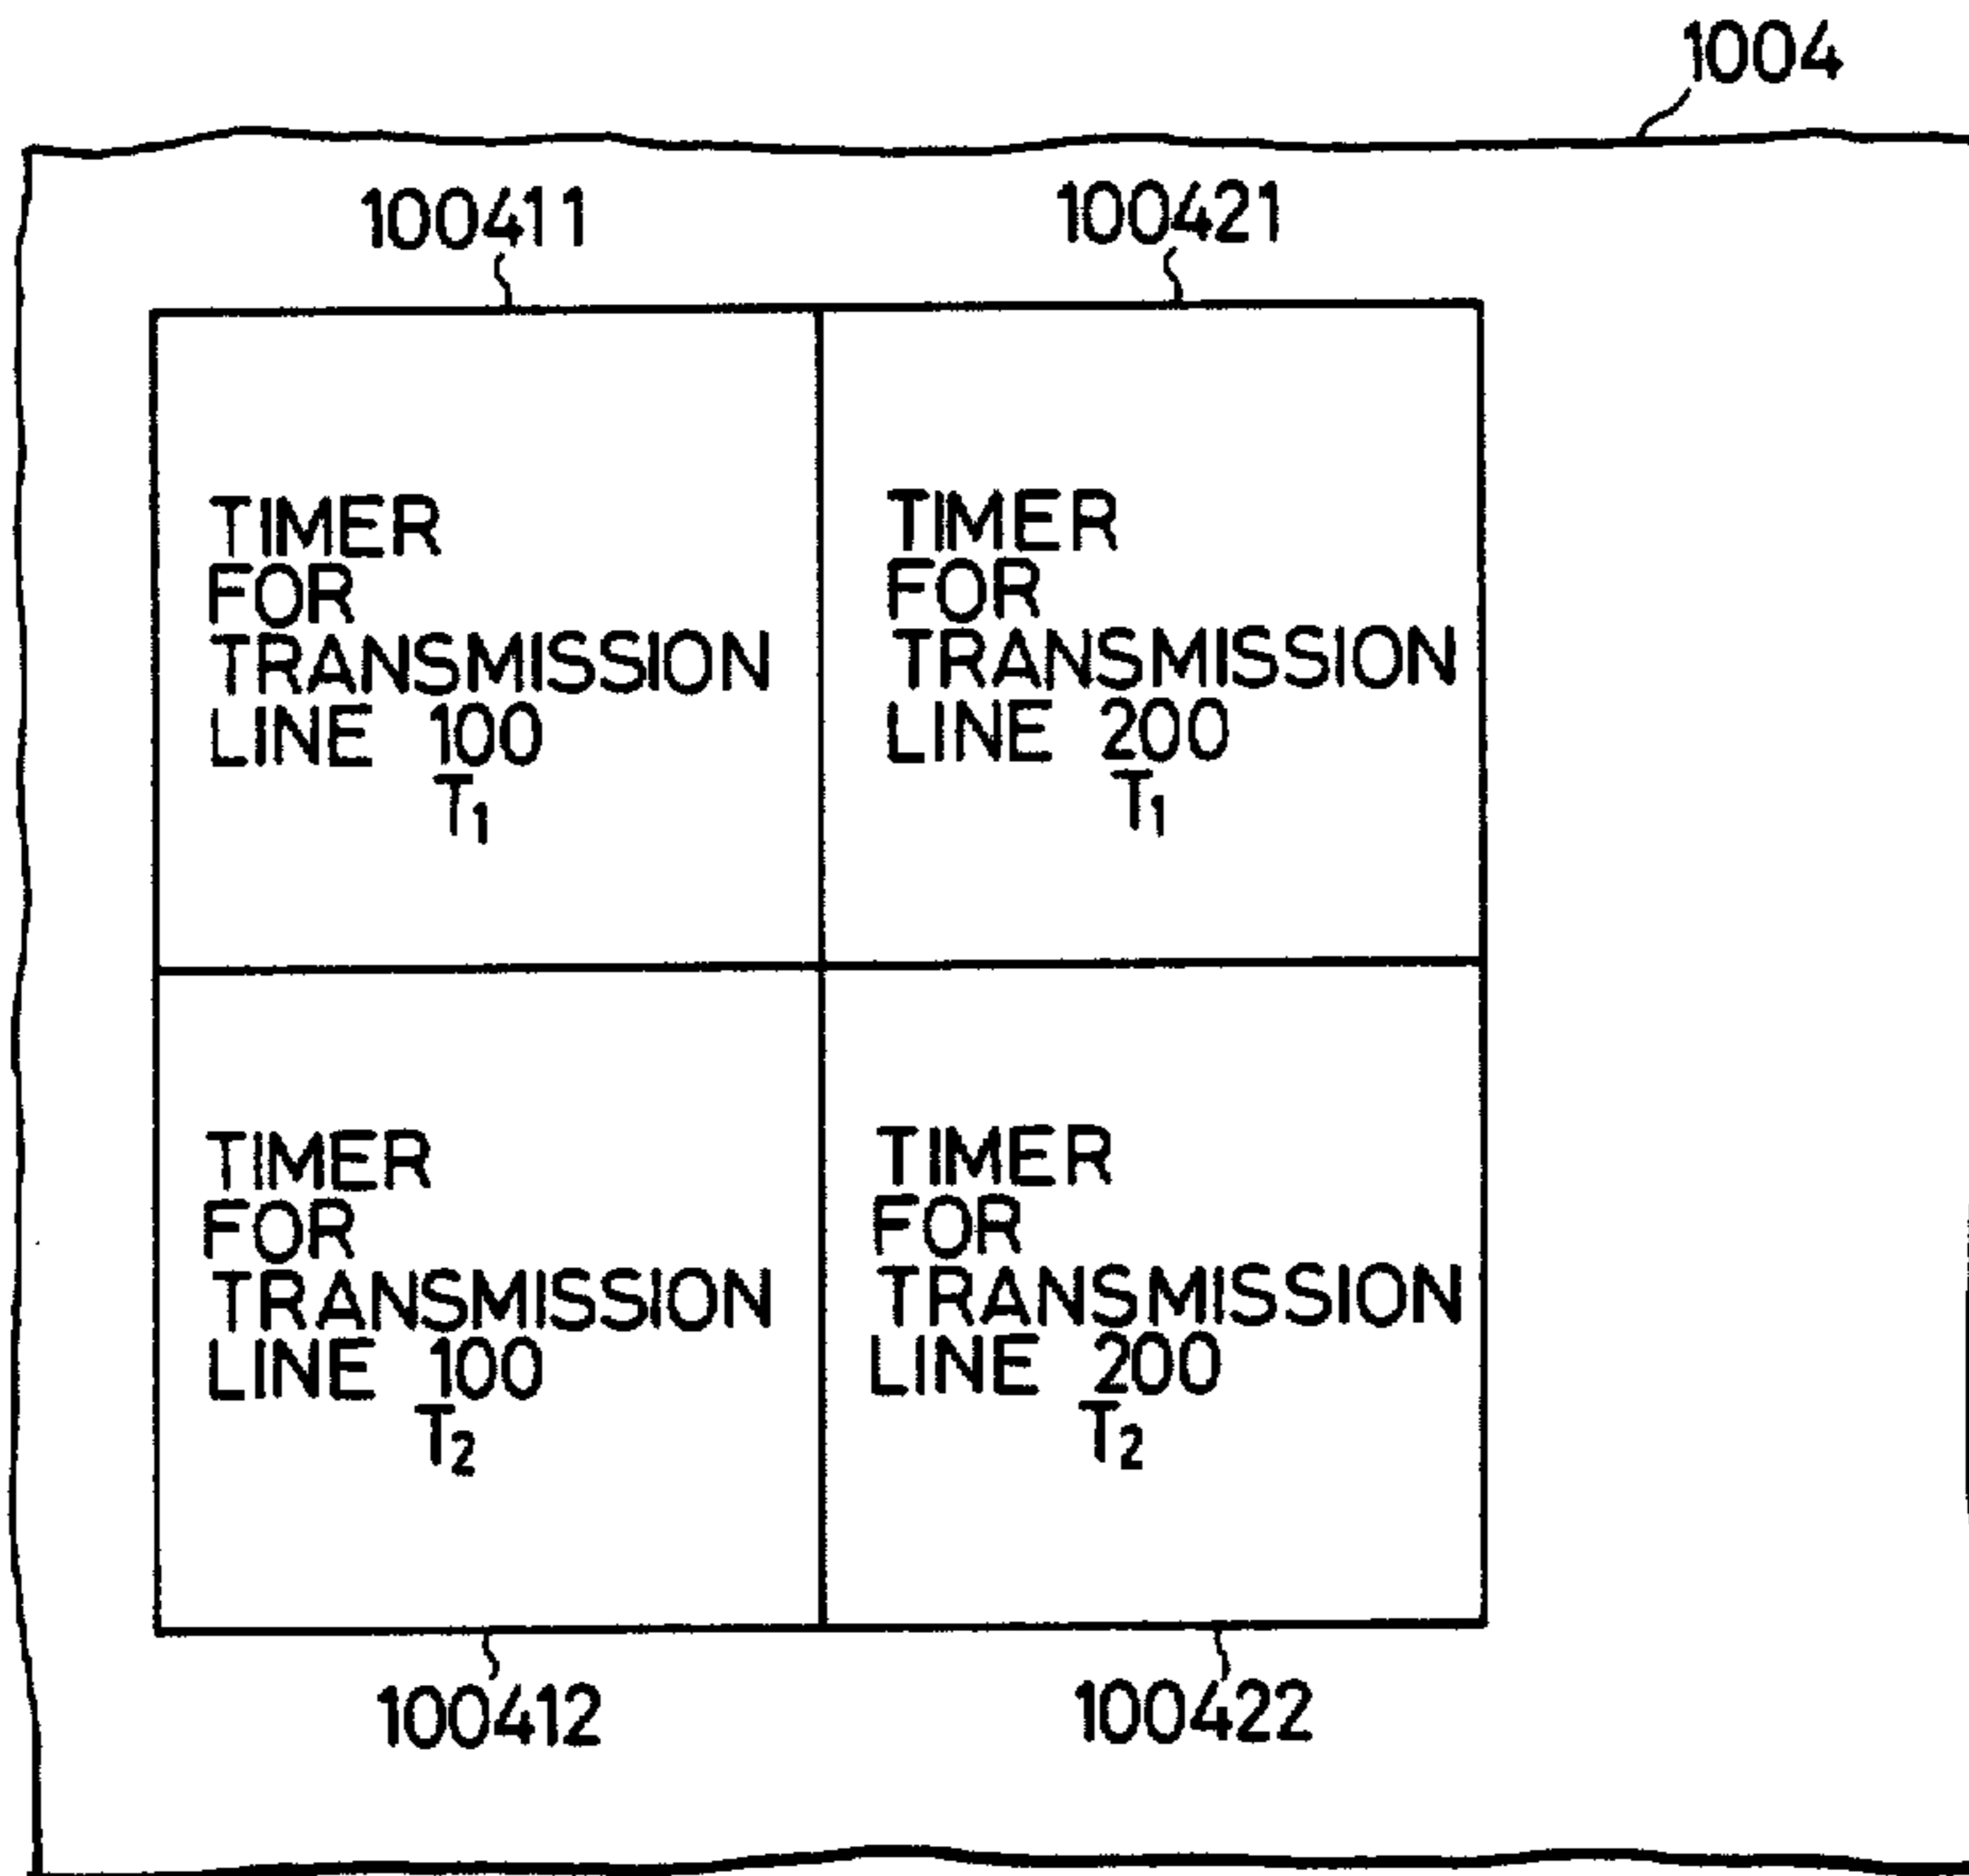 1004
100411
100421
TIMER
FOR
TRANSMISSION
LINE 100
T1
TIMER
FOR
TRANSMISSION
LINE 200
T1
TIMER
FOR
TRANSMISSION
LINE 100
T2
TIMER
FOR
TRANSMISSION
LINE 200
T2
100412
100422